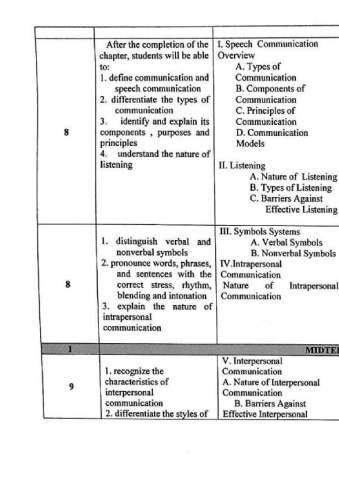 8
After the completion of the
chapter, students will be able
to:
1. define communication and
speech communication
2. differentiate the types of
communication
3. identify and explain its
components , purposes and
principles
4. understand the nature of
listening
I. Speech Communication
Overview
A. Types of
Communication
B. Components of
Communication
C. Principles of
Communication
D. Communication
Models
II. Listening
A. Nature of Listening
B. Types of Listening
C. Barriers Against
Effective Listening
8
1. distinguish verbal and
nonverbal symbols
2. pronounce words, phrases,
and sentences with the
correct stress, rhythm,
blending and intonation
3. explain the nature of
intrapersonal
communication
III. Symbols Systems
A. Verbal Symbols
B. Nonverbal Symbols
IV.Intrapersonal
Communication
Nature of Intrapersonal
Communication
1
MIDTE
9
1. recognize the
characteristics of
interpersonal
communication
2. differentiate the styles of
V. Interpersonal
Communication
A. Nature of Interpersonal
Communication
B. Barriers Against
Effective Interpersonal